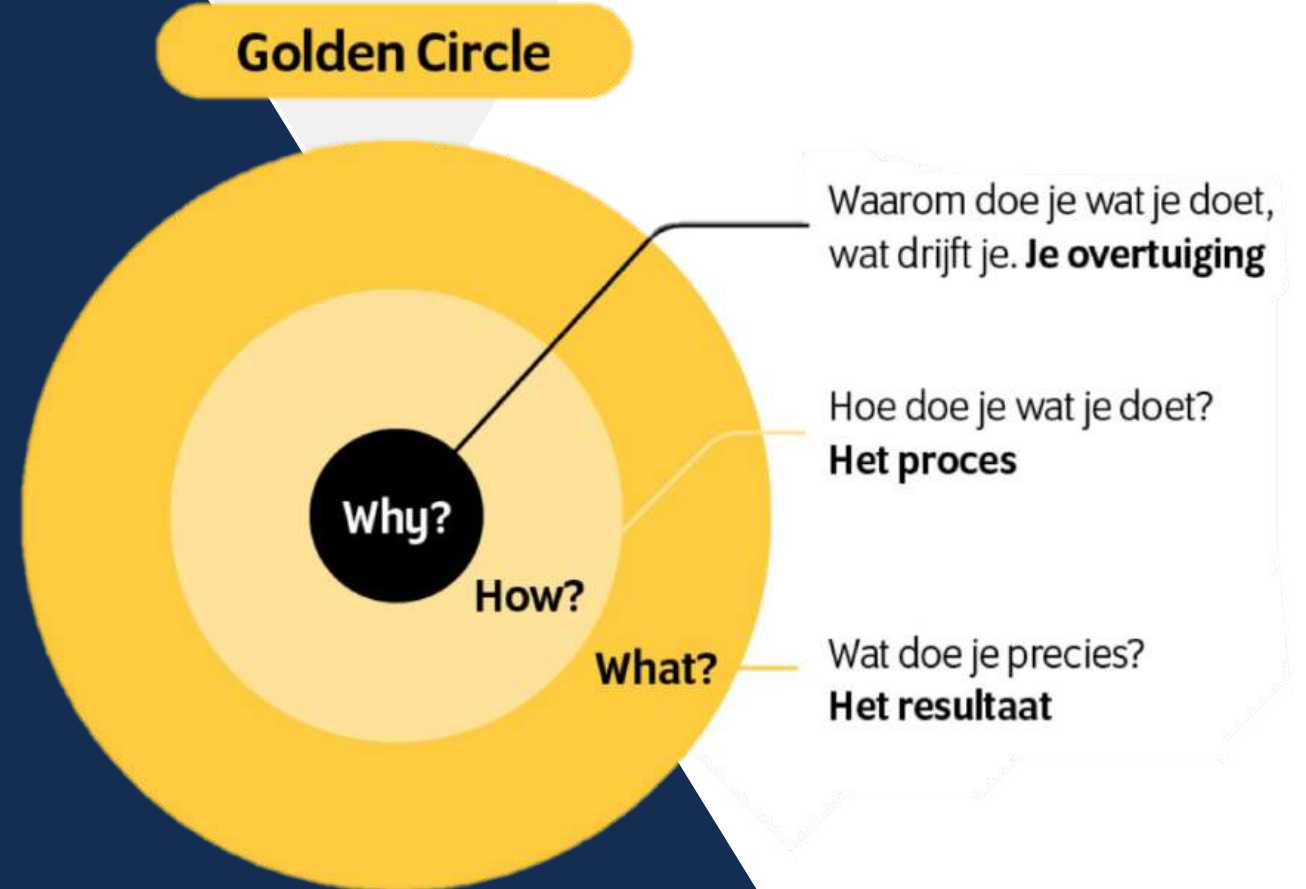 Golden Circle
Waarom doe je wat je doet,
wat drijft je. Je overtuiging
Hoe doe je wat je doet?
Het proces
Why?
How?
What?
Wat doe je precies?
Het resultaat